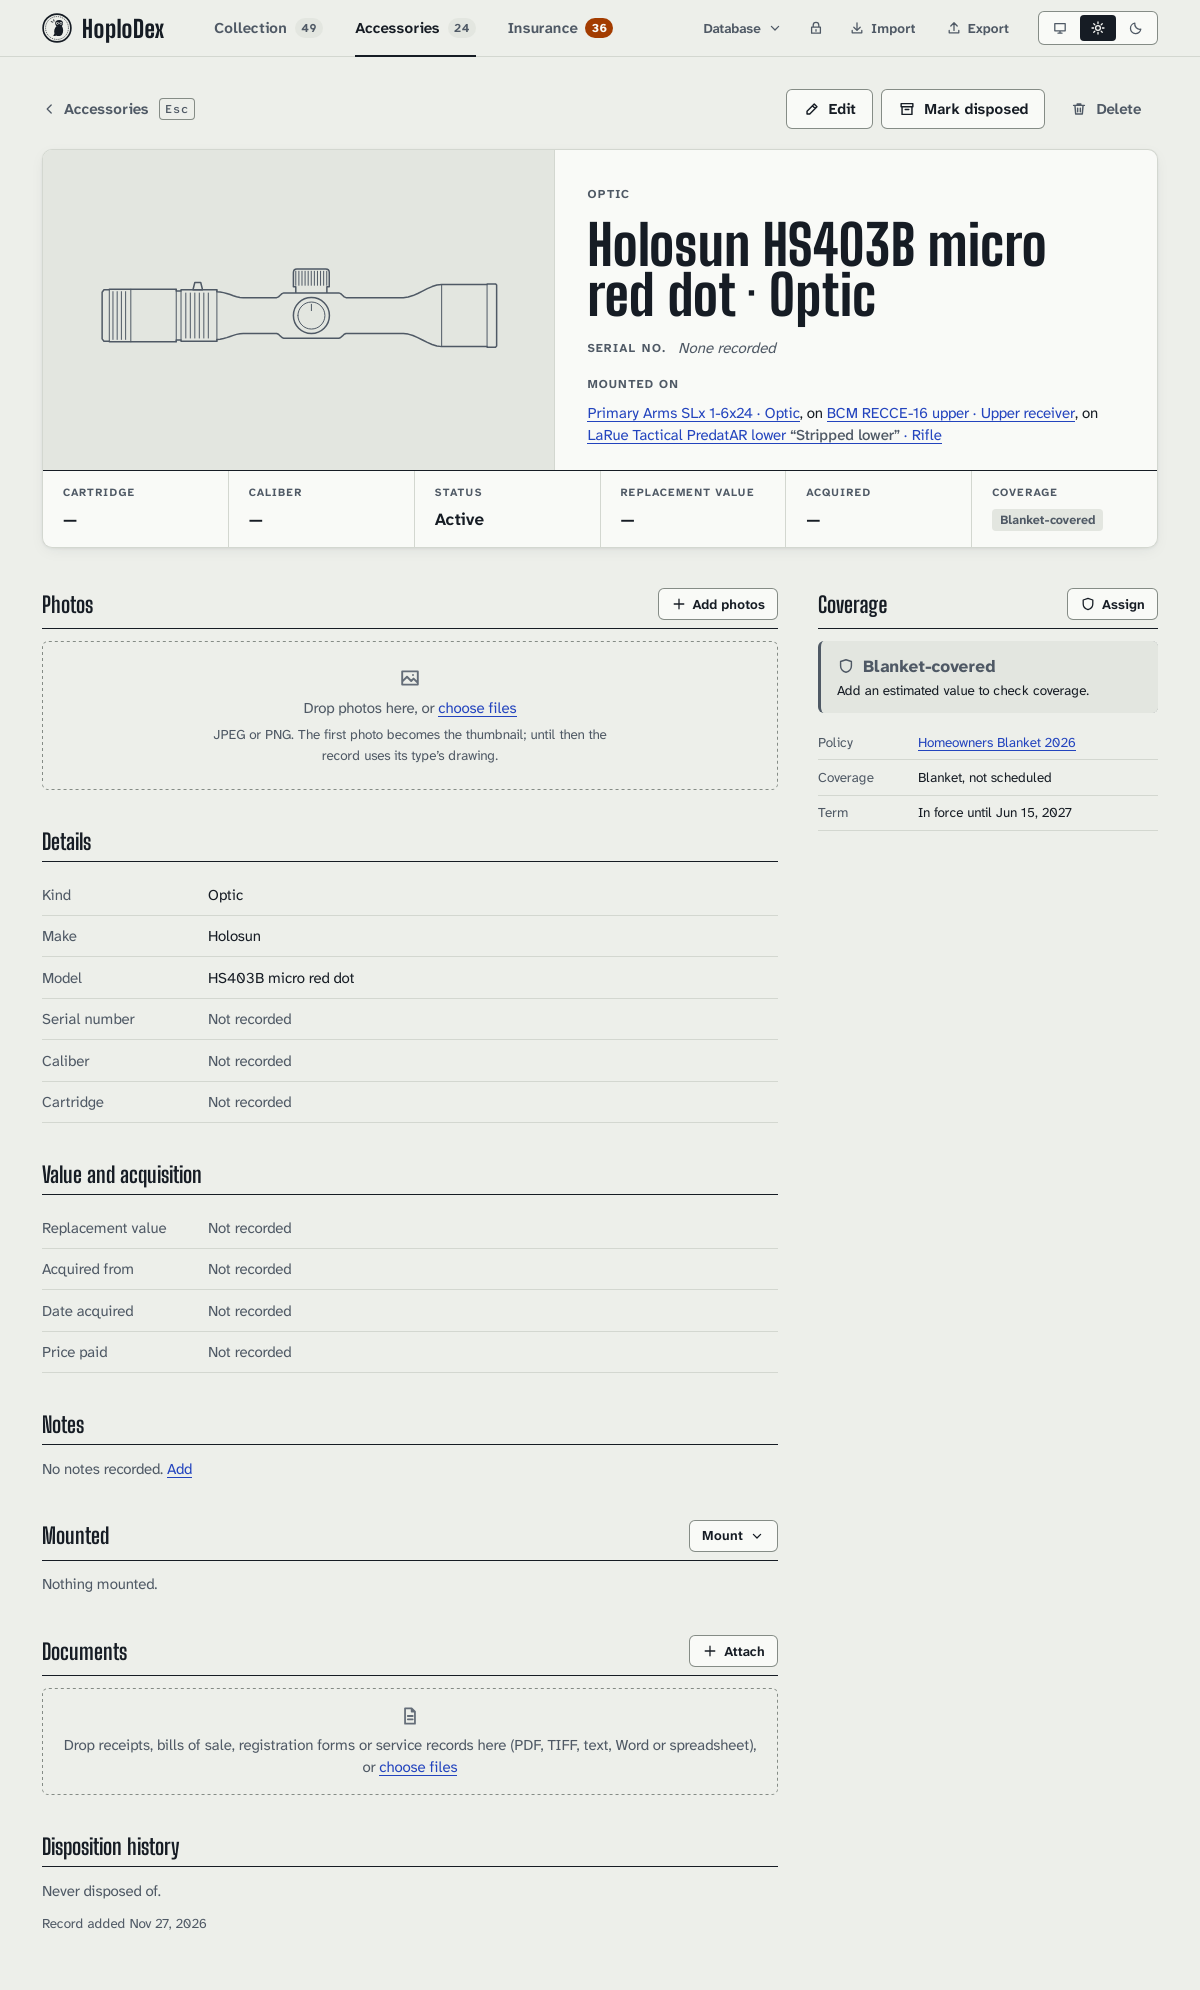 HoploDex
Collection 49
Accessories 24
Insurance 36
Database
Import
Export
Accessories Esc
Edit
Mark disposed
Delete
OPTIC
Holosun HS403B micro
red dot · Optic
SERIAL NO. None recorded
MOUNTED ON
Primary Arms SLx 1-6x24 · Optic, on BCM RECCE-16 upper · Upper receiver, on
LaRue Tactical PredatAR lower “Stripped lower” · Rifle
CARTRIDGE
—
CALIBER
—
STATUS
Active
REPLACEMENT VALUE
—
ACQUIRED
—
COVERAGE
Blanket-covered
Photos
Add photos
Drop photos here, or choose files
JPEG or PNG. The first photo becomes the thumbnail; until then the
record uses its type’s drawing.
Coverage
Assign
Blanket-covered
Add an estimated value to check coverage.
Policy Homeowners Blanket 2026
Coverage Blanket, not scheduled
Term In force until Jun 15, 2027
Details
Kind Optic
Make Holosun
Model HS403B micro red dot
Serial number Not recorded
Caliber Not recorded
Cartridge Not recorded
Value and acquisition
Replacement value Not recorded
Acquired from Not recorded
Date acquired Not recorded
Price paid Not recorded
Notes
No notes recorded. Add
Mounted
Mount
Nothing mounted.
Documents
Attach
Drop receipts, bills of sale, registration forms or service records here (PDF, TIFF, text, Word or spreadsheet),
or choose files
Disposition history
Never disposed of.
Record added Nov 27, 2026